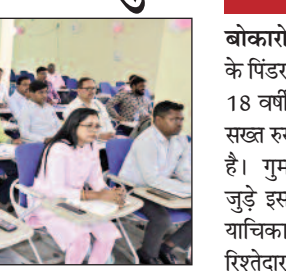 बोकारो
के पिंडर
18 वर्षी
सख्त रु
है। गुम
जुड़े इस
याचिका
रिश्तेदार